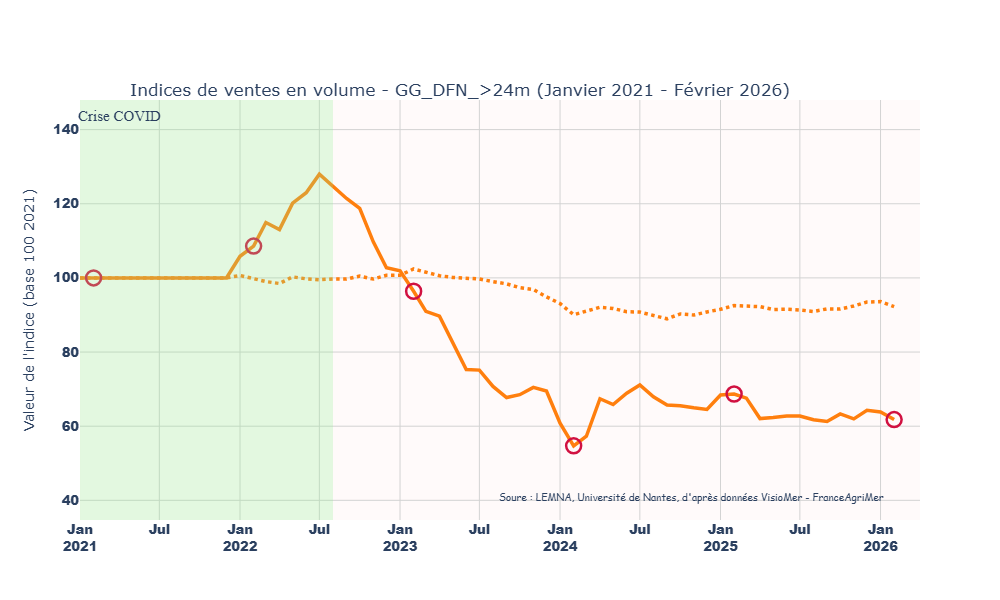 Indices de ventes en volume - GG_DFN_>24m (Janvier 2021 - Février 2026)
Crise COVID
Valeur de l'indice (base 100 2021)
140
120
100
80
60
40
Soure : LEMNA, Université de Nantes, d'après données VisioMer - FranceAgriMer
Jan Jul Jan Jul Jan Jul Jan Jul Jan Jul Jan
2021 2022 2023 2024 2025 2026